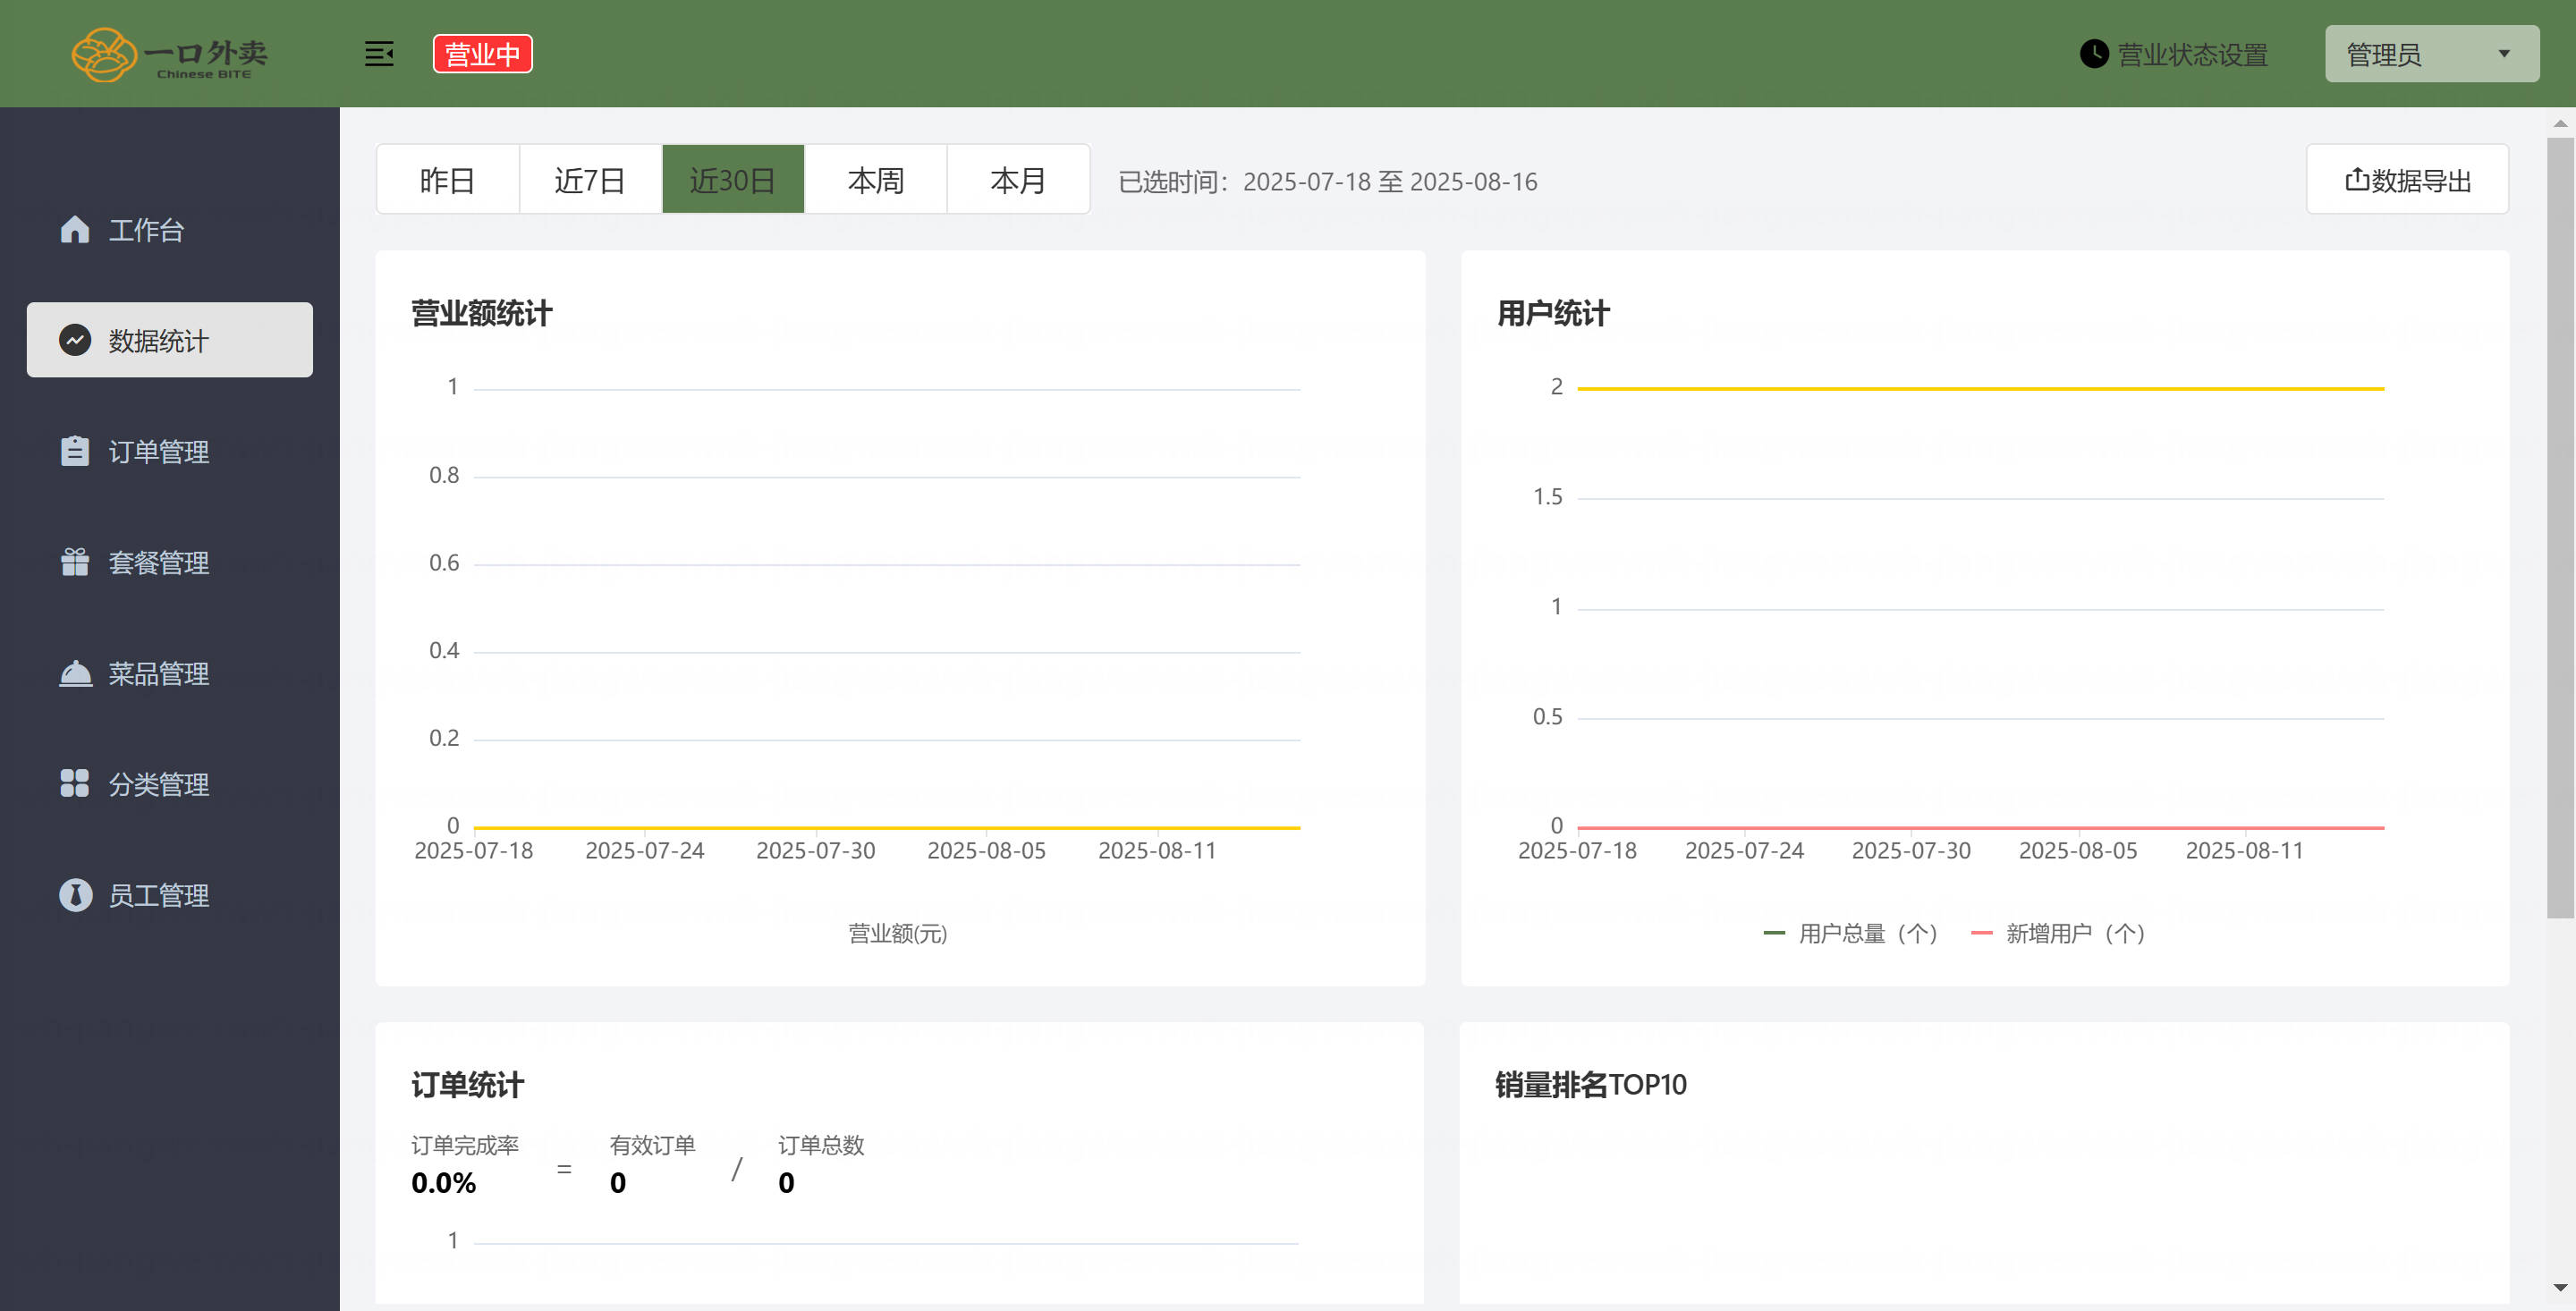 一口外卖
Chinese BITE
营业中
营业状态设置
管理员
工作台
数据统计
订单管理
套餐管理
菜品管理
分类管理
员工管理
昨日 近7日 近30日 本周 本月
已选时间：2025-07-18 至 2025-08-16
数据导出
营业额统计
1
0.8
0.6
0.4
0.2
0
2025-07-18 2025-07-24 2025-07-30 2025-08-05 2025-08-11
营业额(元)
用户统计
2
1.5
1
0.5
0
2025-07-18 2025-07-24 2025-07-30 2025-08-05 2025-08-11
用户总量（个） 新增用户（个）
订单统计
订单完成率 有效订单 订单总数
0.0% = 0 / 0
1
销量排名TOP10